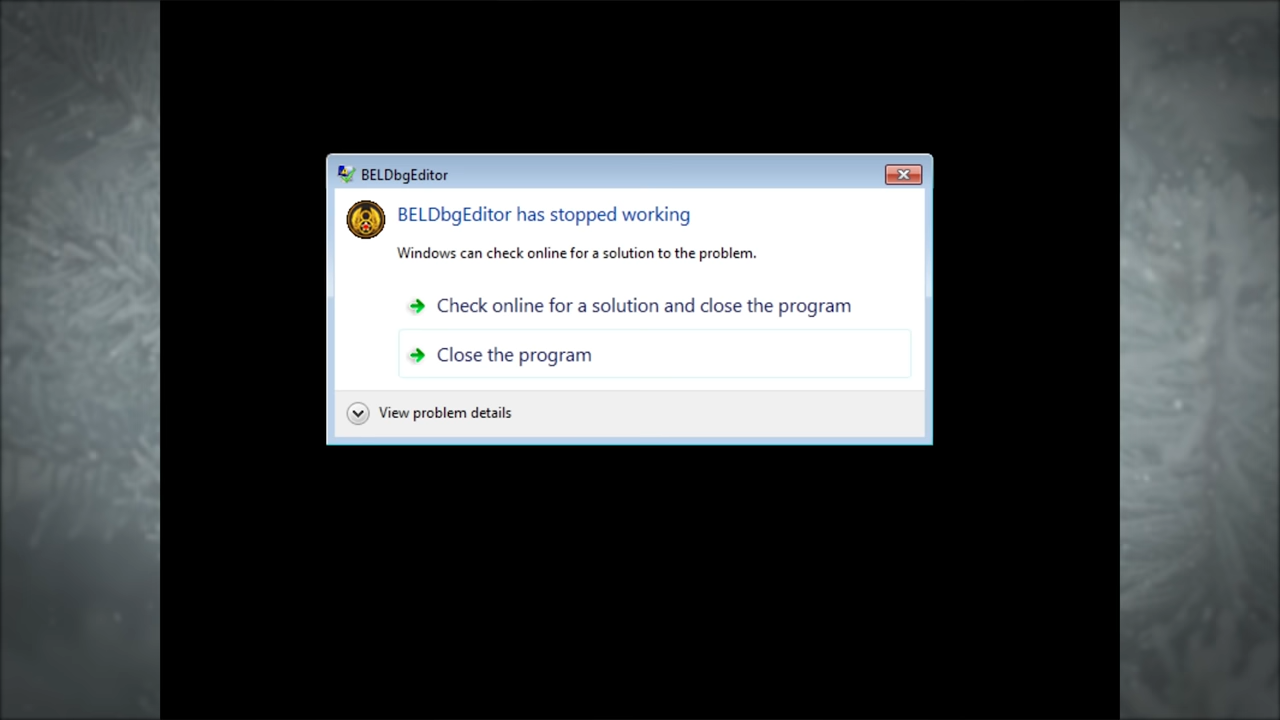 BELDbgEditor
BELDbgEditor has stopped working
Windows can check online for a solution to the problem.
Check online for a solution and close the program
Close the program
View problem details